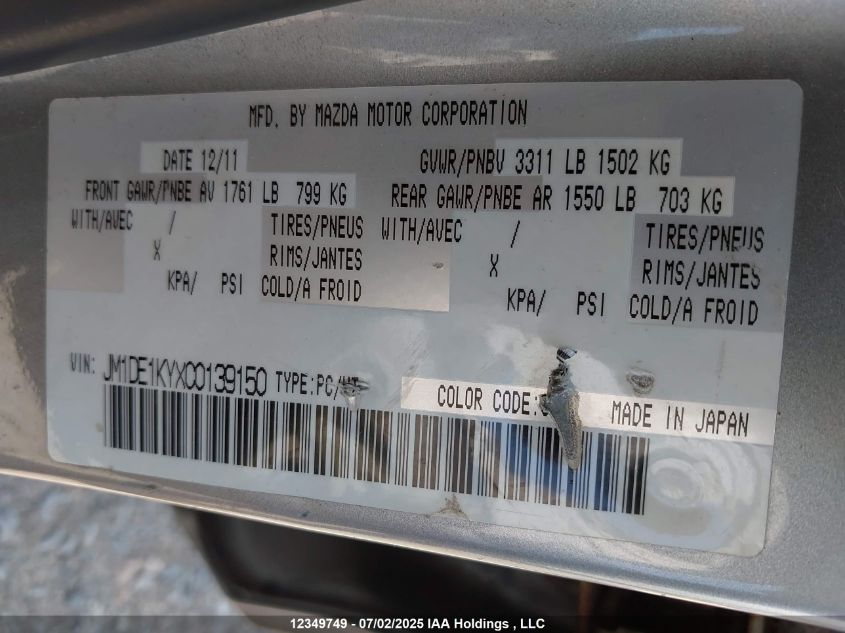 MFD. BY MAZDA MOTOR CORPORATION
DATE 12/11 GVWR/PNBV 3311 LB 1502 KG
FRONT GAWR/PNBE AV 1761 LB 799 KG REAR GAWR/PNBE AR 1550 LB 703 KG
WITH/AVEC / TIRES/PNEUS WITH/AVEC / TIRES/PNEUS
X RIMS/JANTES X RIMS/JANTES
KPA/ PSI COLD/A FROID KPA/ PSI COLD/A FROID
VIN: JM1DE1KYXC0139150 TYPE:PC/
COLOR CODE: MADE IN JAPAN
12349749 - 07/02/2025 IAA Holdings , LLC